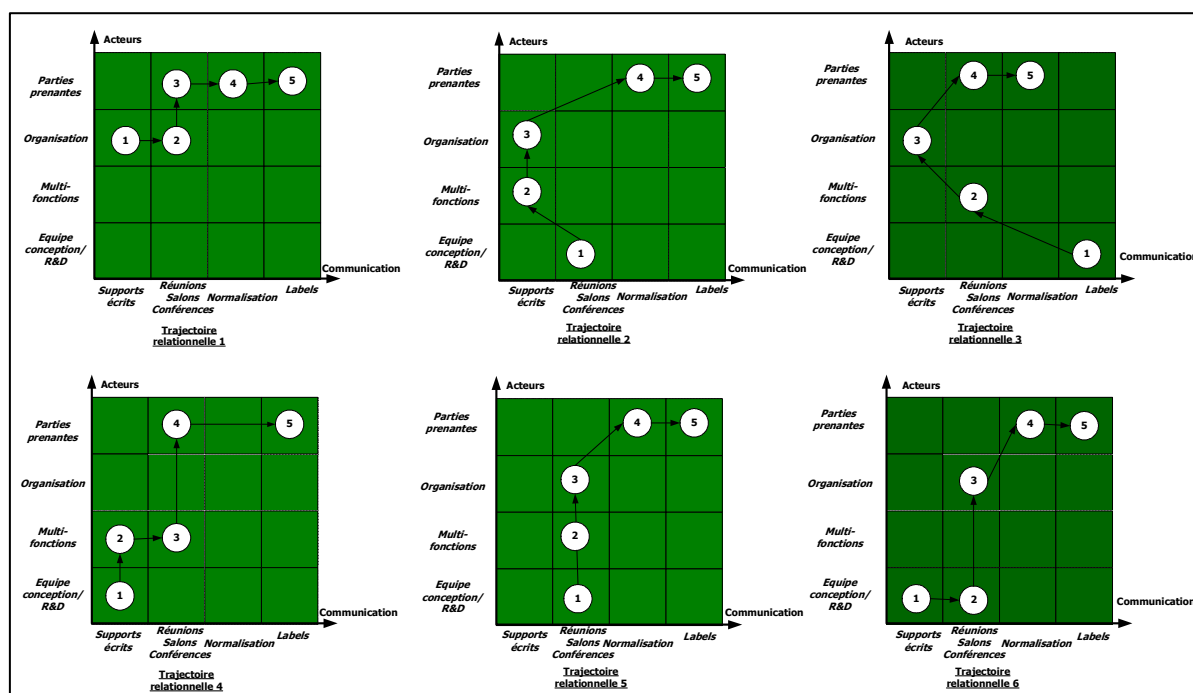 Acteurs
Parties
prenantes
3
4
5
Organisation
1
2
Multi-
fonctions
Equipe
conception/
R&D
Communication
Supports
écrits
Réunions
Salons
Conférences
Normalisation
Labels
Trajectoire
relationnelle 1
Acteurs
Parties
prenantes
4
5
Organisation
3
Multi-
fonctions
2
Equipe
conception/
R&D
1
Communication
Supports
écrits
Réunions
Salons
Conférences
Normalisation
Labels
Trajectoire
relationnelle 2
Acteurs
Parties
prenantes
4
5
Organisation
3
Multi-
fonctions
2
Equipe
conception/
R&D
1
Communication
Supports
écrits
Réunions
Salons
Conférences
Normalisation
Labels
Trajectoire
relationnelle 3
Acteurs
Parties
prenantes
4
5
Organisation
Multi-
fonctions
2
3
Equipe
conception/
R&D
1
Communication
Supports
écrits
Réunions
Salons
Conférences
Normalisation
Labels
Trajectoire
relationnelle 4
Acteurs
Parties
prenantes
4
5
Organisation
3
Multi-
fonctions
2
Equipe
conception/
R&D
1
Communication
Supports
écrits
Réunions
Salons
Conférences
Normalisation
Labels
Trajectoire
relationnelle 5
Acteurs
Parties
prenantes
4
5
Organisation
3
Multi-
fonctions
Equipe
conception/
R&D
1
2
Communication
Supports
écrits
Réunions
Salons
Conférences
Normalisation
Labels
Trajectoire
relationnelle 6